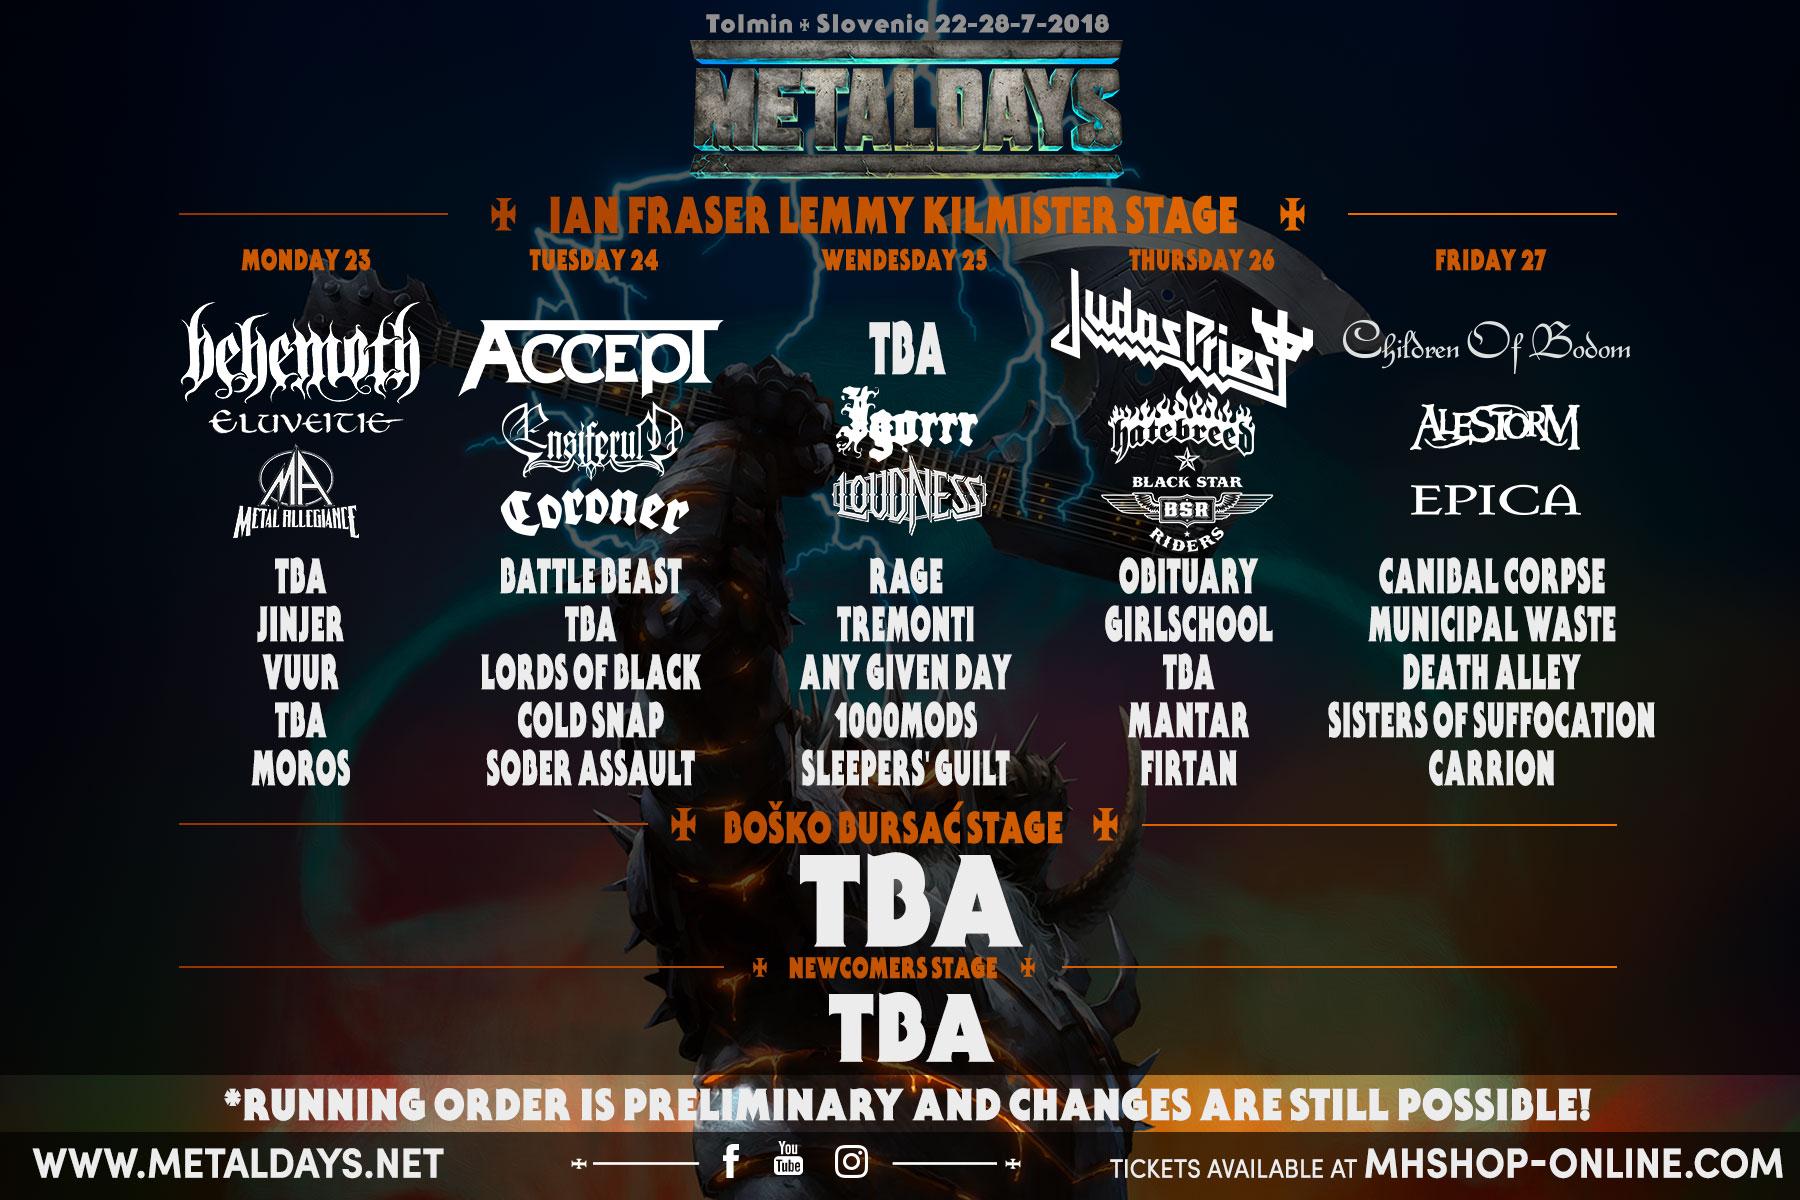 Tolmin Slovenia 22-28-7-2018
METALDAYS
IAN FRASER LEMMY KILMISTER STAGE
MONDAY 23
behemoth
ELUVEITIE
MA
METAL ALLEGIANCE
TBA
JINJER
VUUR
TBA
MOROS
TUESDAY 24
ACCEPT
Ensiferum
Coroner
BATTLE BEAST
TBA
LORDS OF BLACK
COLD SNAP
SOBER ASSAULT
WENDESDAY 25
TBA
Igorrr
LOUDNESS
RAGE
TREMONTI
ANY GIVEN DAY
1000MODS
SLEEPERS' GUILT
THURSDAY 26
Judas Priest
hatebreed
BLACK STAR
BSR
RIDERS
OBITUARY
GIRLSCHOOL
TBA
MANTAR
FIRTAN
FRIDAY 27
Children Of Bodom
ALESTORM
EPICA
CANIBAL CORPSE
MUNICIPAL WASTE
DEATH ALLEY
SISTERS OF SUFFOCATION
CARRION
BOŠKO BURSAĆ STAGE
TBA
NEWCOMERS STAGE
TBA
*RUNNING ORDER IS PRELIMINARY AND CHANGES ARE STILL POSSIBLE!
WWW.METALDAYS.NET
f
You
Tube
TICKETS AVAILABLE AT MHSHOP-ONLINE.COM